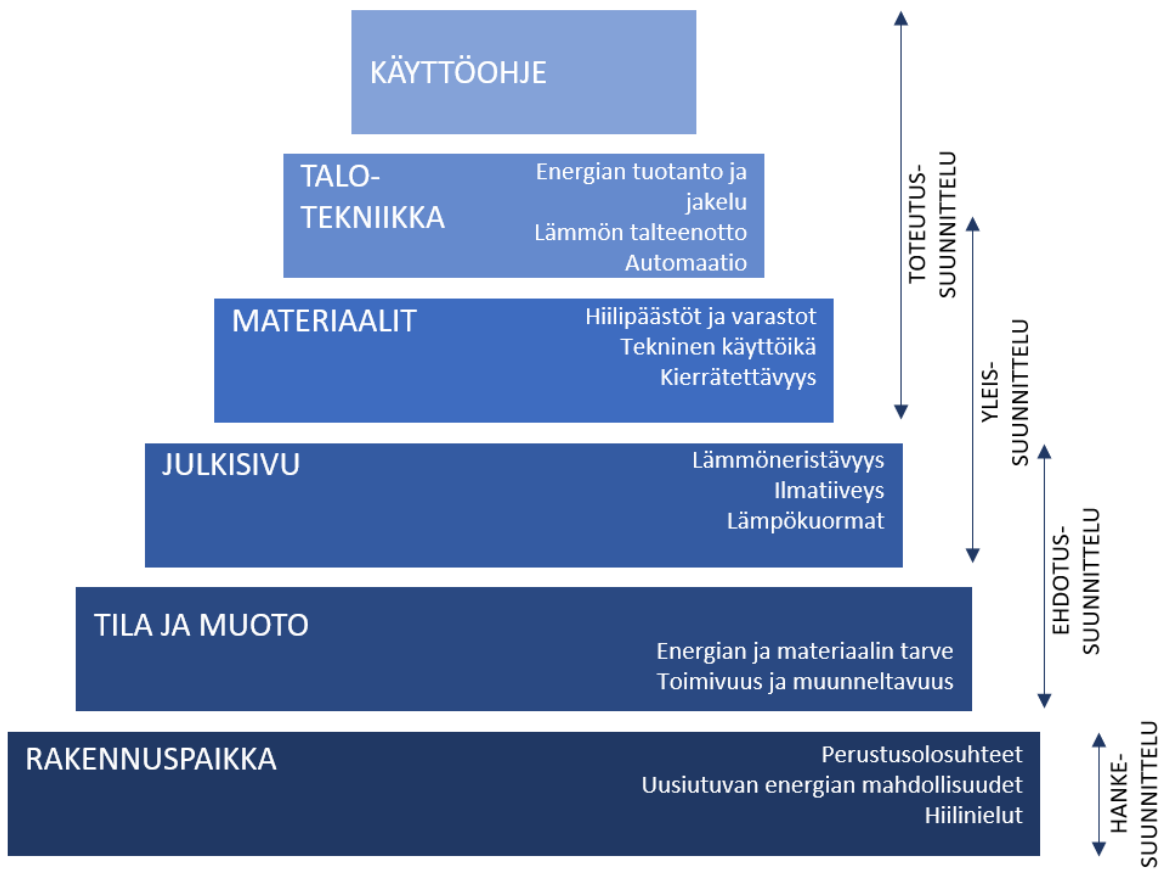 KÄYTTÖOHJE
TALO-
TEKNIIKKA
Energian tuotanto ja
jakelu
Lämmön talteenotto
Automaatio
MATERIAALIT
Hiilipäästöt ja varastot
Tekninen käyttöikä
Kierrätettävyys
JULKISIVU
Lämmöneristävyys
Ilmatiiveys
Lämpökuormat
TILA JA MUOTO
Energian ja materiaalin tarve
Toimivuus ja muunneltavuus
RAKENNUSPAIKKA
Perustusolosuhteet
Uusiutuvan energian mahdollisuudet
Hiilinielut
TOTEUTUS-
SUUNNITTELU
YLEIS-
SUUNNITTELU
EHDOTUS-
SUUNNITTELU
HANKE-
SUUNNITTELU